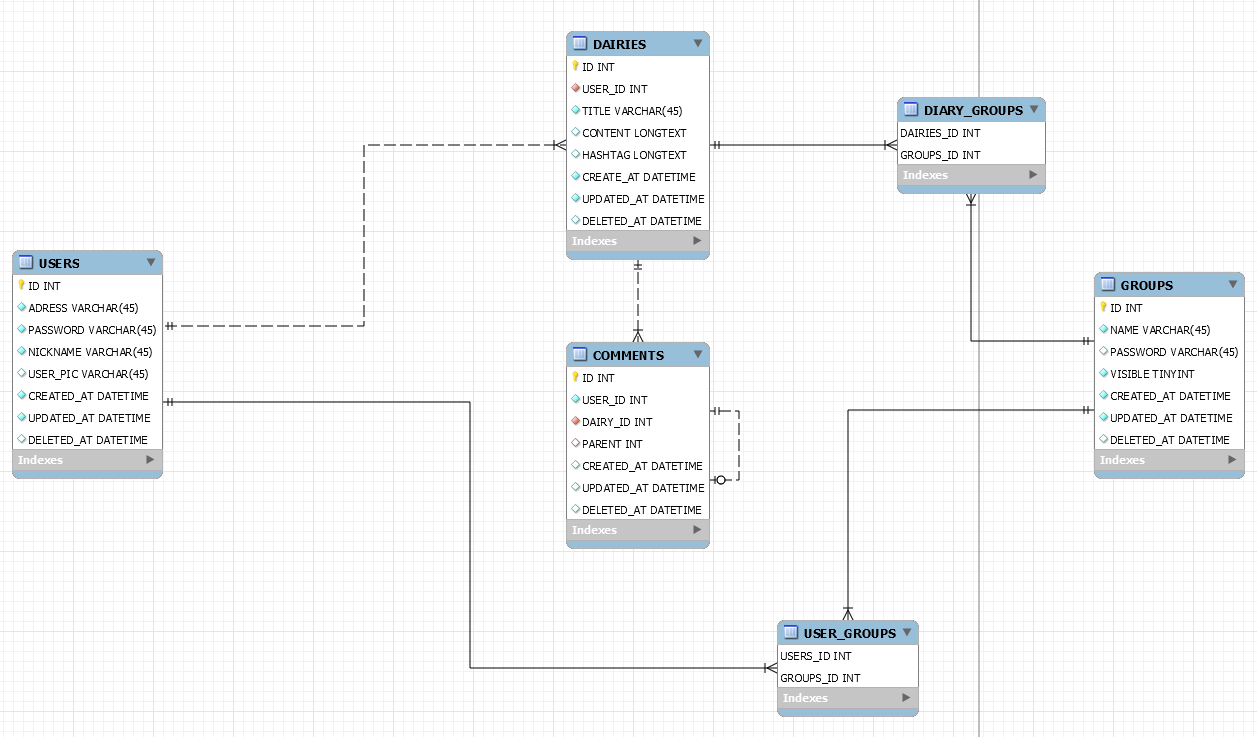 DAIRIES
ID INT
USER_ID INT
TITLE VARCHAR(45)
CONTENT LONGTEXT
HASHTAG LONGTEXT
CREATE_AT DATETIME
UPDATED_AT DATETIME
DELETED_AT DATETIME
Indexes
DIARY_GROUPS
DAIRIES_ID INT
GROUPS_ID INT
Indexes
USERS
ID INT
ADRESS VARCHAR(45)
PASSWORD VARCHAR(45)
NICKNAME VARCHAR(45)
USER_PIC VARCHAR(45)
CREATED_AT DATETIME
UPDATED_AT DATETIME
DELETED_AT DATETIME
Indexes
GROUPS
ID INT
NAME VARCHAR(45)
PASSWORD VARCHAR(45)
VISIBLE TINYINT
CREATED_AT DATETIME
UPDATED_AT DATETIME
DELETED_AT DATETIME
Indexes
COMMENTS
ID INT
USER_ID INT
DAIRY_ID INT
PARENT INT
CREATED_AT DATETIME
UPDATED_AT DATETIME
DELETED_AT DATETIME
Indexes
USER_GROUPS
USERS_ID INT
GROUPS_ID INT
Indexes